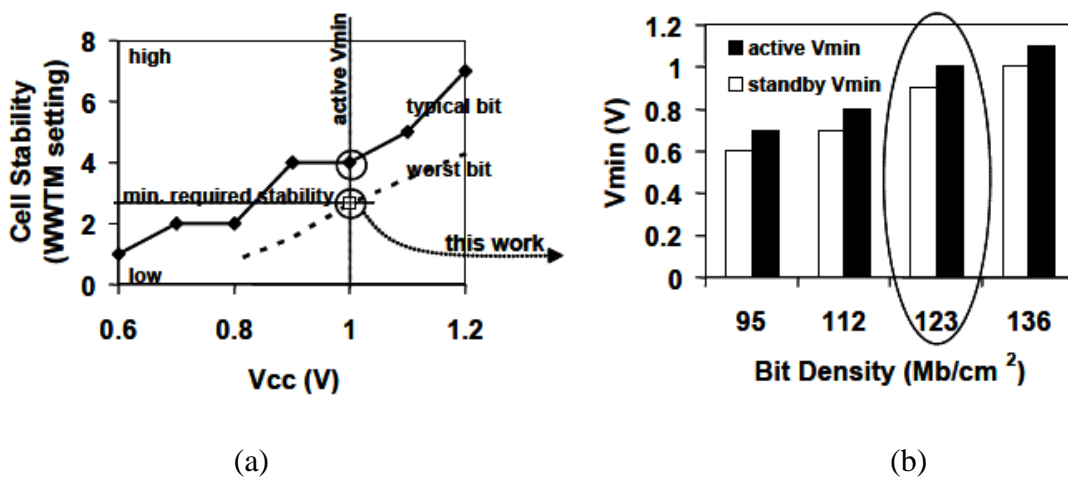 Cell Stability
(WWTM setting)
8
6
4
2
0
high
active Vmin
typical bit
worst bit
min. required stability
this work
low
0.6
0.8
1
1.2
Vcc (V)
(a)
Vmin (V)
1.2
1
0.8
0.6
0.4
0.2
0
active Vmin
standby Vmin
95
112
123
136
Bit Density (Mb/cm ²)
(b)